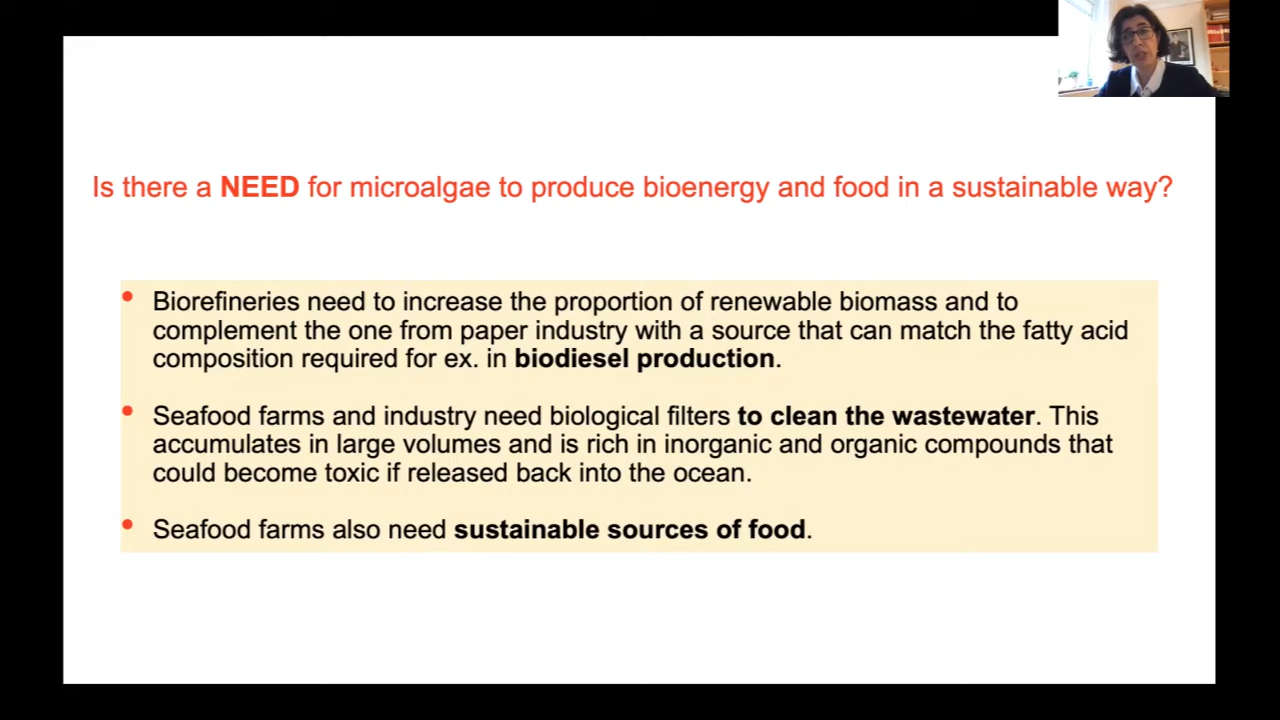 Is there a NEED for microalgae to produce bioenergy and food in a sustainable way?
• Biorefineries need to increase the proportion of renewable biomass and to
complement the one from paper industry with a source that can match the fatty acid
composition required for ex. in biodiesel production.
• Seafood farms and industry need biological filters to clean the wastewater. This
accumulates in large volumes and is rich in inorganic and organic compounds that
could become toxic if released back into the ocean.
• Seafood farms also need sustainable sources of food.